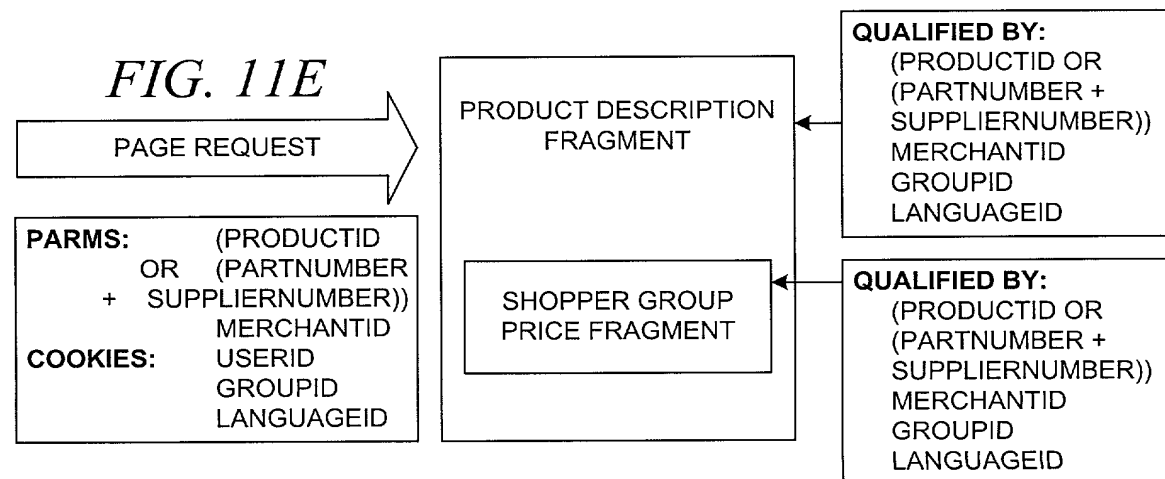 FIG. 11E
PAGE REQUEST
PARMS: (PRODUCTID
OR (PARTNUMBER
+ SUPPLIERNUMBER))
MERCHANTID
COOKIES: USERID
GROUPID
LANGUAGEID
PRODUCT DESCRIPTION
FRAGMENT
SHOPPER GROUP
PRICE FRAGMENT
QUALIFIED BY:
(PRODUCTID OR
(PARTNUMBER +
SUPPLIERNUMBER))
MERCHANTID
GROUPID
LANGUAGEID
QUALIFIED BY:
(PRODUCTID OR
(PARTNUMBER +
SUPPLIERNUMBER))
MERCHANTID
GROUPID
LANGUAGEID